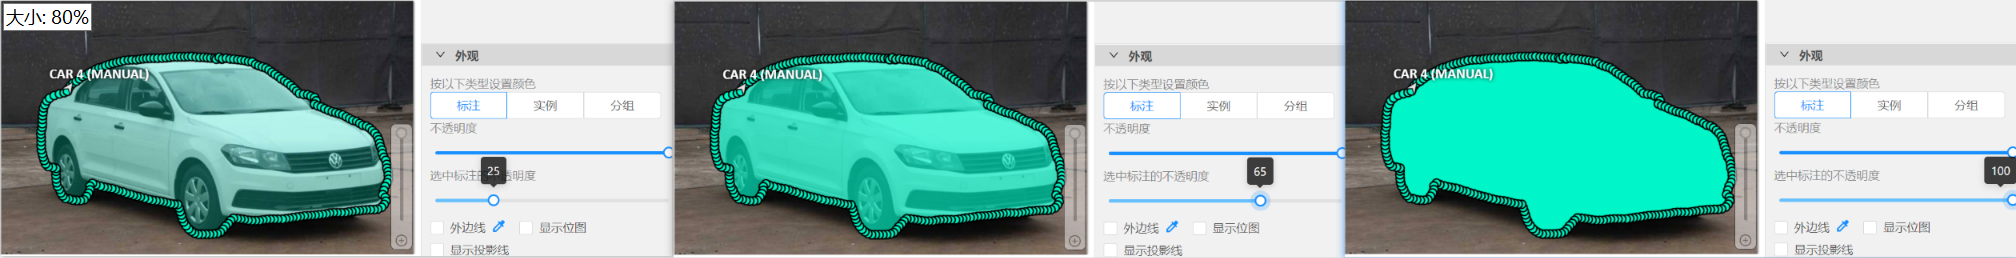 大小: 80%
CAR 4 (MANUAL)
外观
按以下类型设置颜色
标注 实例 分组
不透明度
选中标注的不透明度
25
外边线 显示位图
显示投影线
CAR 4 (MANUAL)
外观
按以下类型设置颜色
标注 实例 分组
不透明度
选中标注的不透明度
65
外边线 显示位图
显示投影线
CAR 4 (MANUAL)
外观
按以下类型设置颜色
标注 实例 分组
不透明度
选中标注的不透明度
100
外边线 显示位图
显示投影线